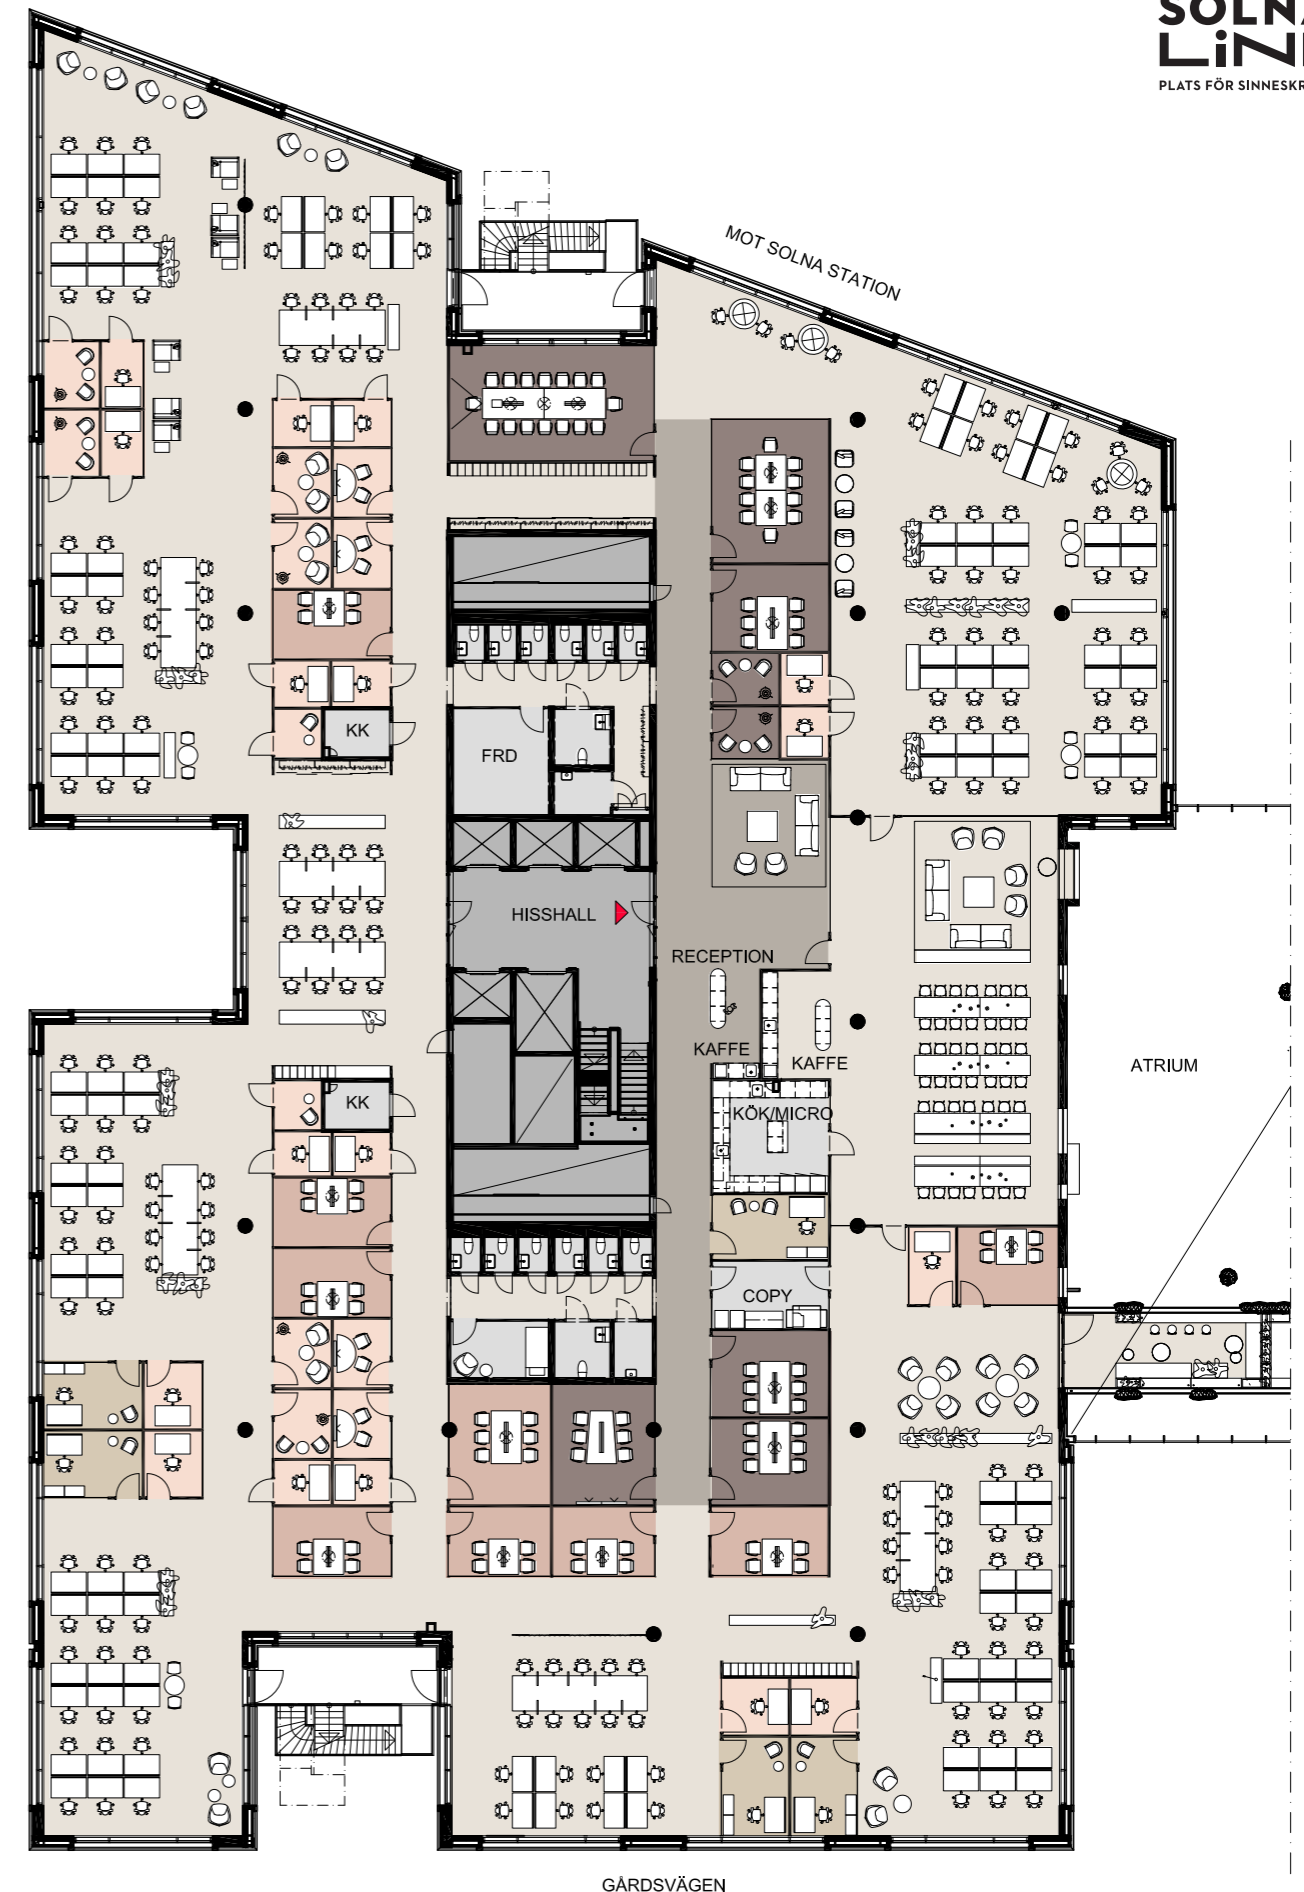 SOLNA
LiN
PLATS FÖR SINNESKR
MOT SOLNA STATION
KK
FRD
HISSHALL
RECEPTION
KAFFE
KAFFE
ATRIUM
KK
KÖK/MICRO
COPY
GÅRDSVÄGEN